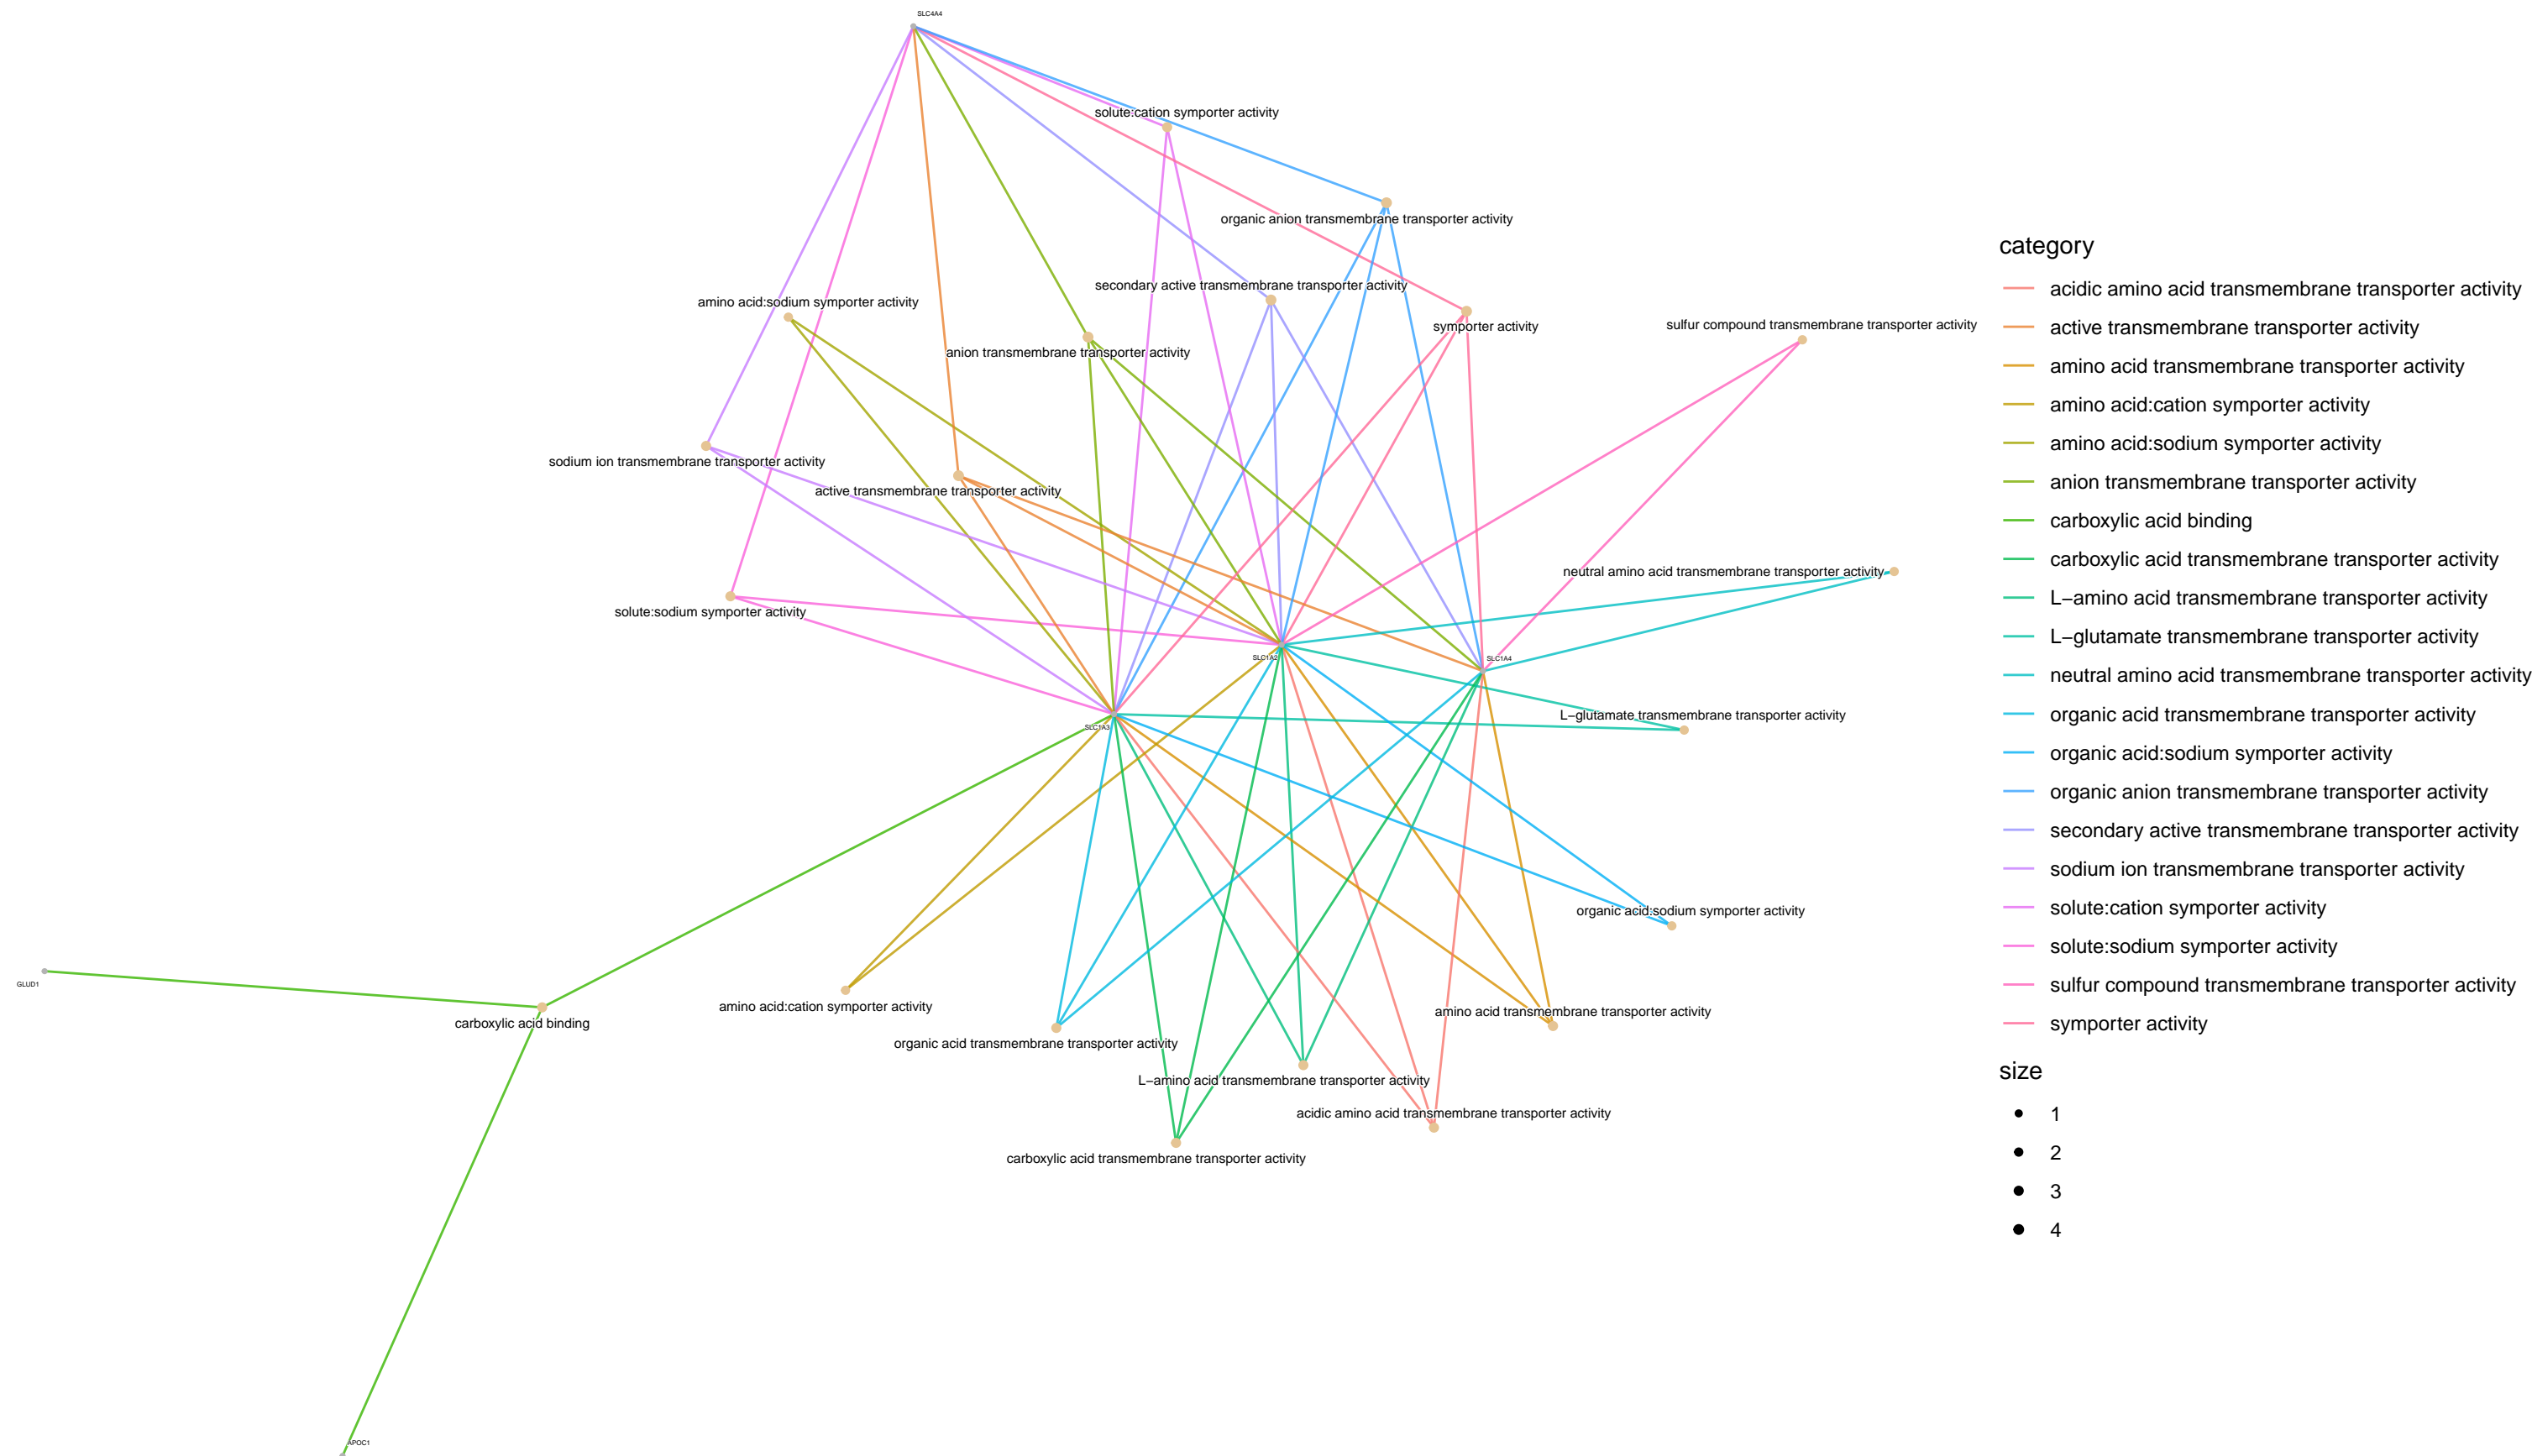 SLC4A4
solute:cation symporter activity
organic anion transmembrane transporter activity
secondary active transmembrane transporter activity
amino acid:sodium symporter activity
symporter activity
sulfur compound transmembrane transporter activity
anion transmembrane transporter activity
sodium ion transmembrane transporter activity
active transmembrane transporter activity
neutral amino acid transmembrane transporter activity
solute:sodium symporter activity
SLC1A2
SLC1A4
L−glutamate transmembrane transporter activity
SLC1A3
organic acid:sodium symporter activity
GLUD1
amino acid:cation symporter activity
amino acid transmembrane transporter activity
carboxylic acid binding
organic acid transmembrane transporter activity
L−amino acid transmembrane transporter activity
acidic amino acid transmembrane transporter activity
carboxylic acid transmembrane transporter activity
APOC1
category
acidic amino acid transmembrane transporter activity
active transmembrane transporter activity
amino acid transmembrane transporter activity
amino acid:cation symporter activity
amino acid:sodium symporter activity
anion transmembrane transporter activity
carboxylic acid binding
carboxylic acid transmembrane transporter activity
L−amino acid transmembrane transporter activity
L−glutamate transmembrane transporter activity
neutral amino acid transmembrane transporter activity
organic acid transmembrane transporter activity
organic acid:sodium symporter activity
organic anion transmembrane transporter activity
secondary active transmembrane transporter activity
sodium ion transmembrane transporter activity
solute:cation symporter activity
solute:sodium symporter activity
sulfur compound transmembrane transporter activity
symporter activity
size
1
2
3
4